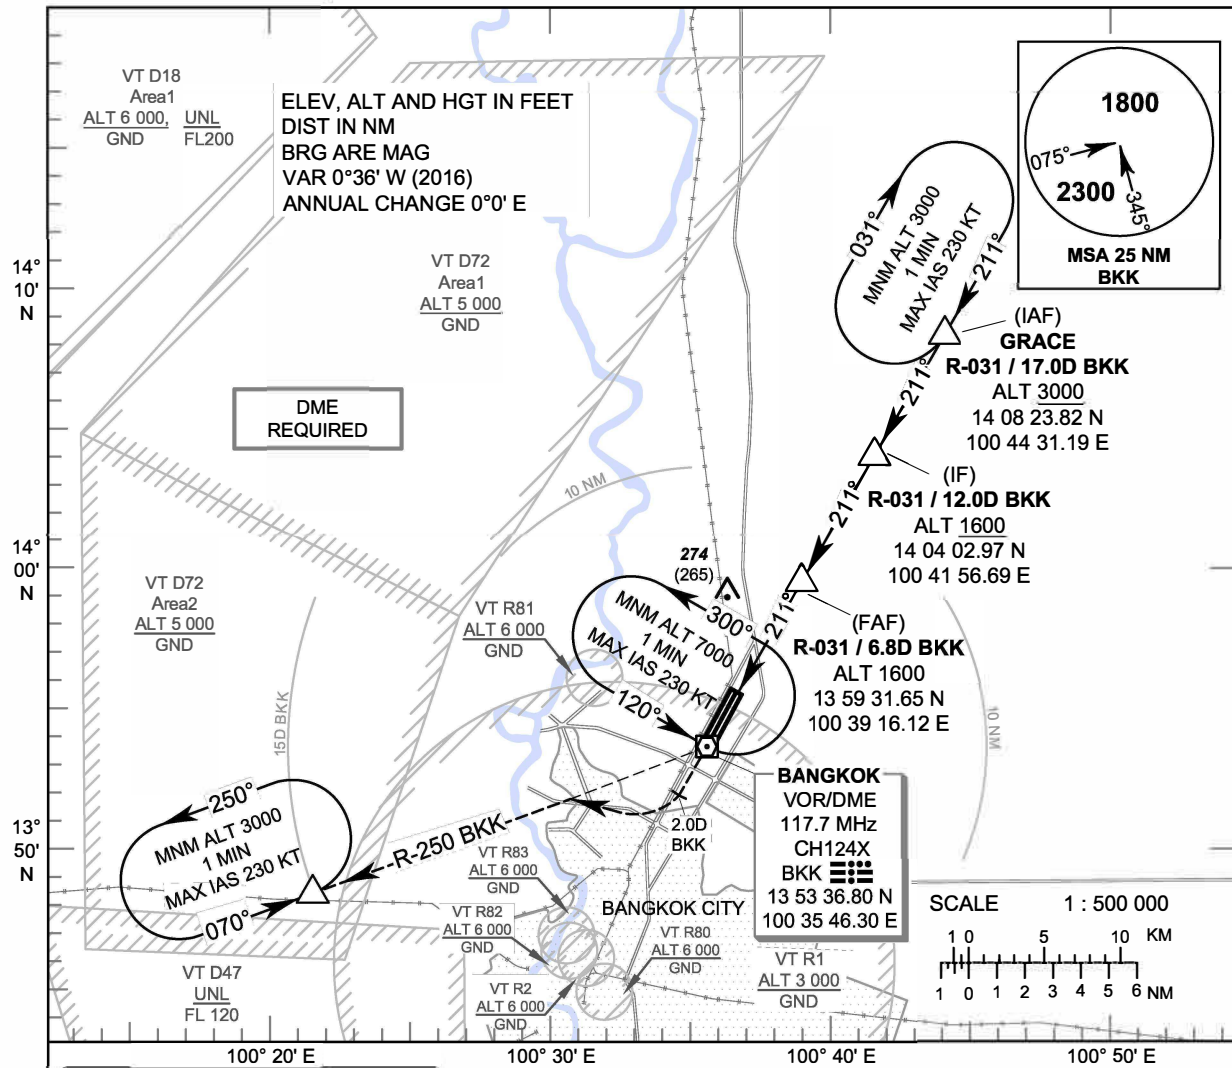 VT D18
Area1
ALT 6 000, UNL
GND FL200
ELEV, ALT AND HGT IN FEET
DIST IN NM
BRG ARE MAG
VAR 0°36' W (2016)
ANNUAL CHANGE 0°0' E
1800
075°
2300
345°
MSA 25 NM
BKK
031°
MNM ALT 3000
1 MIN
MAX IAS 230 KT
211°
VT D72
Area1
ALT 5 000
GND
14°
10'
N
(IAF)
GRACE
R-031 / 17.0D BKK
ALT 3000
14 08 23.82 N
100 44 31.19 E
211°
DME
REQUIRED
(IF)
R-031 / 12.0D BKK
ALT 1600
14 04 02.97 N
100 41 56.69 E
211°
10 NM
14°
00'
N
274
(265)
VT D72
Area2
ALT 5 000
GND
VT R81
ALT 6 000
GND
300°
MNM ALT 7000
1 MIN
MAX IAS 230 KT
120°
211°
(FAF)
R-031 / 6.8D BKK
ALT 1600
13 59 31.65 N
100 39 16.12 E
10 NM
15D BKK
BANGKOK
VOR/DME
117.7 MHz
CH124X
BKK
13 53 36.80 N
100 35 46.30 E
250°
MNM ALT 3000
1 MIN
MAX IAS 230 KT
070°
R-250 BKK
2.0D
BKK
13°
50'
N
VT R83
ALT 6 000
GND
VT R82
ALT 6 000
GND
BANGKOK CITY
VT R80
ALT 6 000
GND
VT R2
ALT 6 000
GND
VT R1
ALT 3 000
GND
VT D47
UNL
FL 120
SCALE 1 : 500 000
1 0 5 10 KM
1 0 1 2 3 4 5 6 NM
100° 20' E 100° 30' E 100° 40' E 100° 50' E